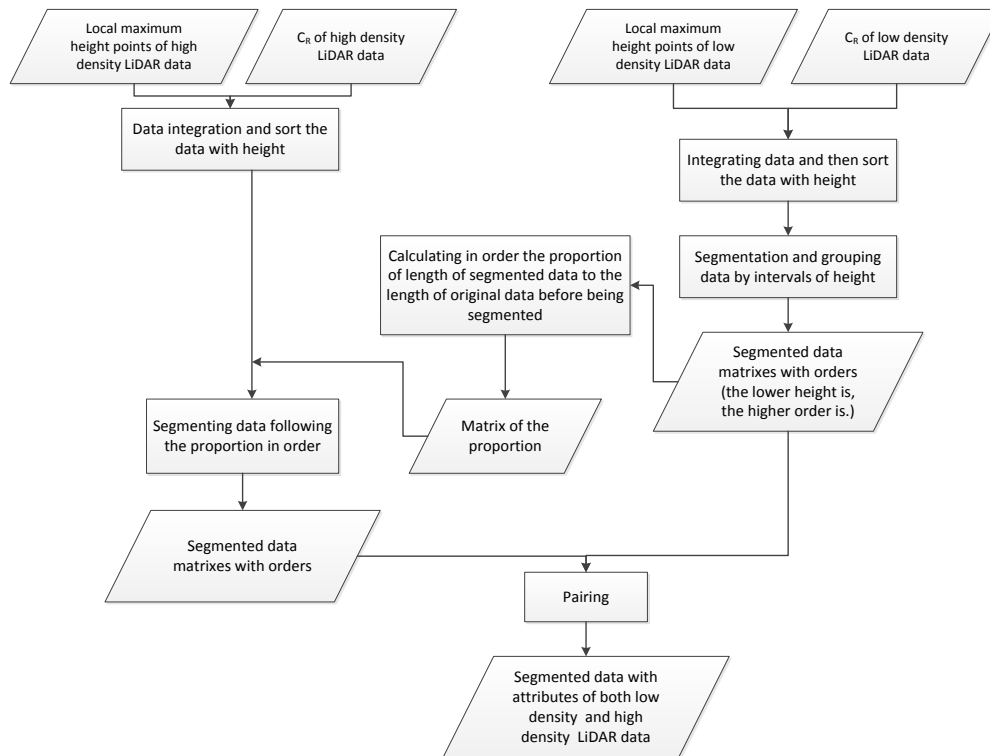 Local maximum
height points of high
density LiDAR data
C_R of high density
LiDAR data
Local maximum
height points of low
density LiDAR data
C_R of low density
LiDAR data
Data integration and sort the
data with height
Integrating data and then sort
the data with height
Calculating in order the proportion
of length of segmented data to the
length of original data before being
segmented
Segmentation and grouping
data by intervals of height
Segmented data
matrixes with orders
(the lower height is,
the higher order is.)
Segmenting data following
the proportion in order
Matrix of the
proportion
Segmented data
matrixes with orders
Pairing
Segmented data with
attributes of both low
density and high
density LiDAR data